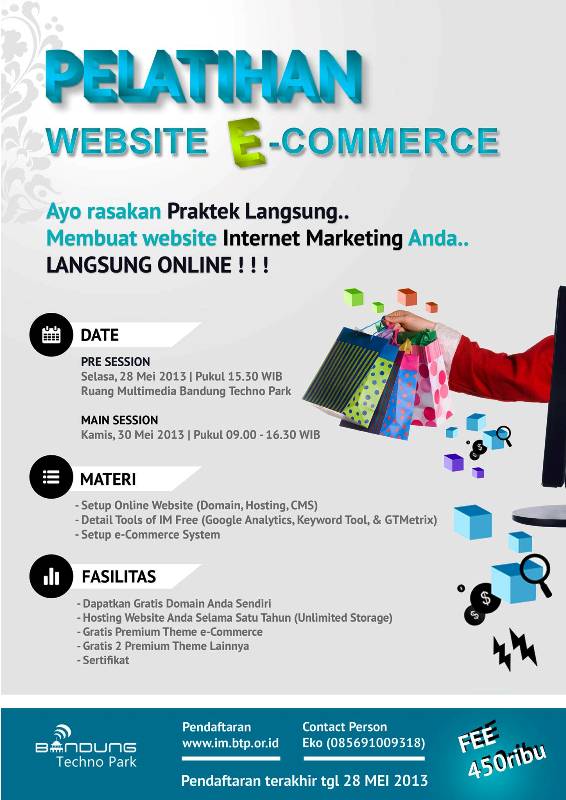 PELATIHAN
WEBSITE E-COMMERCE
Ayo rasakan Praktek Langsung..
Membuat website Internet Marketing Anda..
LANGSUNG ONLINE ! ! !
DATE
PRE SESSION
Selasa, 28 Mei 2013 | Pukul 15.30 WIB
Ruang Multimedia Bandung Techno Park
MAIN SESSION
Kamis, 30 Mei 2013 | Pukul 09.00 - 16.30 WIB
MATERI
- Setup Online Website (Domain, Hosting, CMS)
- Detail Tools of IM Free (Google Analytics, Keyword Tool, & GTMetrix)
- Setup e-Commerce System
FASILITAS
- Dapatkan Gratis Domain Anda Sendiri
- Hosting Website Anda Selama Satu Tahun (Unlimited Storage)
- Gratis Premium Theme e-Commerce
- Gratis 2 Premium Theme Lainnya
- Sertifikat
$
$
BANDUNG
Techno Park
Pendaftaran
www.im.btp.or.id
Contact Person
Eko (085691009318)
Pendaftaran terakhir tgl 28 MEI 2013
FEE
450ribu